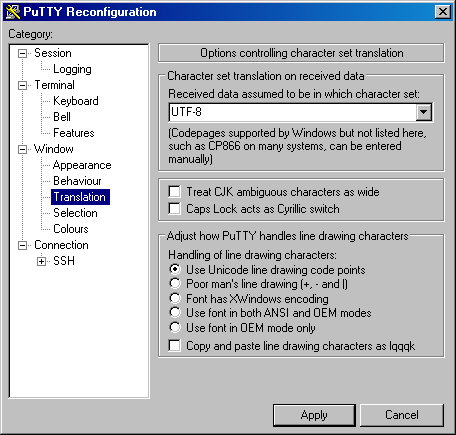 PuTTY Reconfiguration
Category:
Session
Logging
Terminal
Keyboard
Bell
Features
Window
Appearance
Behaviour
Translation
Selection
Colours
Connection
SSH
Options controlling character set translation
Character set translation on received data
Received data assumed to be in which character set:
UTF-8
(Codepages supported by Windows but not listed here,
such as CP866 on many systems, can be entered
manually)
Treat CJK ambiguous characters as wide
Caps Lock acts as Cyrillic switch
Adjust how PuTTY handles line drawing characters
Handling of line drawing characters:
Use Unicode line drawing code points
Poor man's line drawing (+, - and |)
Font has XWindows encoding
Use font in both ANSI and OEM modes
Use font in OEM mode only
Copy and paste line drawing characters as lqqqk
Apply
Cancel